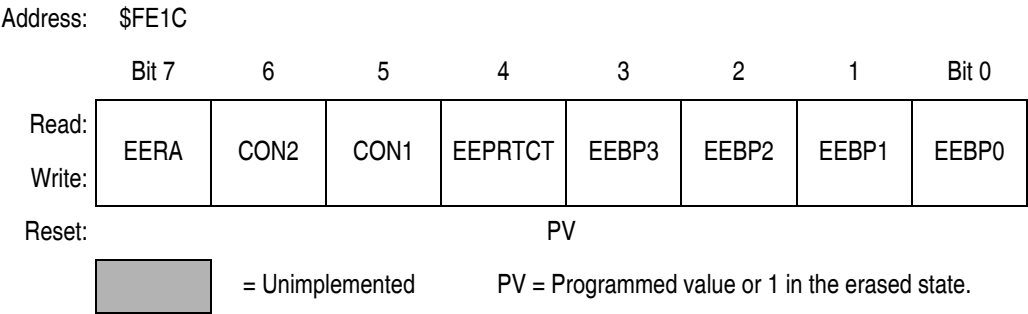 Address: $FE1C
Bit 7 6 5 4 3 2 1 Bit 0
Read:
EERA CON2 CON1 EEPRTCT EEBP3 EEBP2 EEBP1 EEBP0
Write:
Reset: PV
= Unimplemented PV = Programmed value or 1 in the erased state.